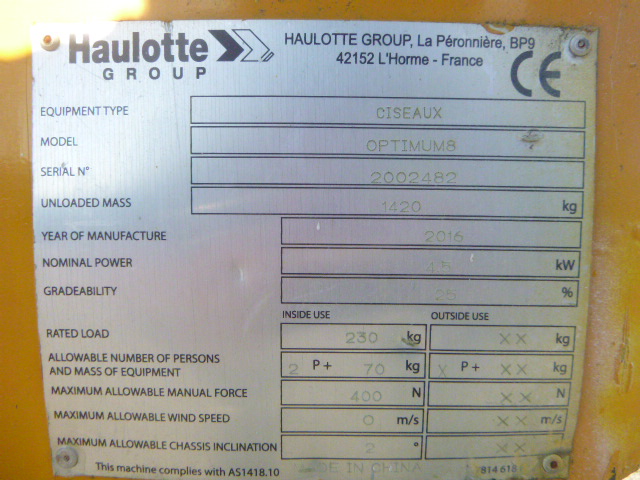 Haulotte
GROUP
HAULOTTE GROUP, La Péronnière, BP9
42152 L'Horme - France
CE
EQUIPMENT TYPE CISEAUX
MODEL OPTIMUM8
SERIAL N° 2002482
UNLOADED MASS 1420 kg
YEAR OF MANUFACTURE 2016
NOMINAL POWER 4.5 kW
GRADEABILITY 25 %
INSIDE USE OUTSIDE USE
RATED LOAD 230 kg XX kg
ALLOWABLE NUMBER OF PERSONS
AND MASS OF EQUIPMENT 2 P + 70 kg X P + XX kg
MAXIMUM ALLOWABLE MANUAL FORCE 400 N XX N
MAXIMUM ALLOWABLE WIND SPEED 0 m/s XX m/s
MAXIMUM ALLOWABLE CHASSIS INCLINATION 2 ° XX °
This machine complies with AS1418.10 MADE IN CHINA 814 618